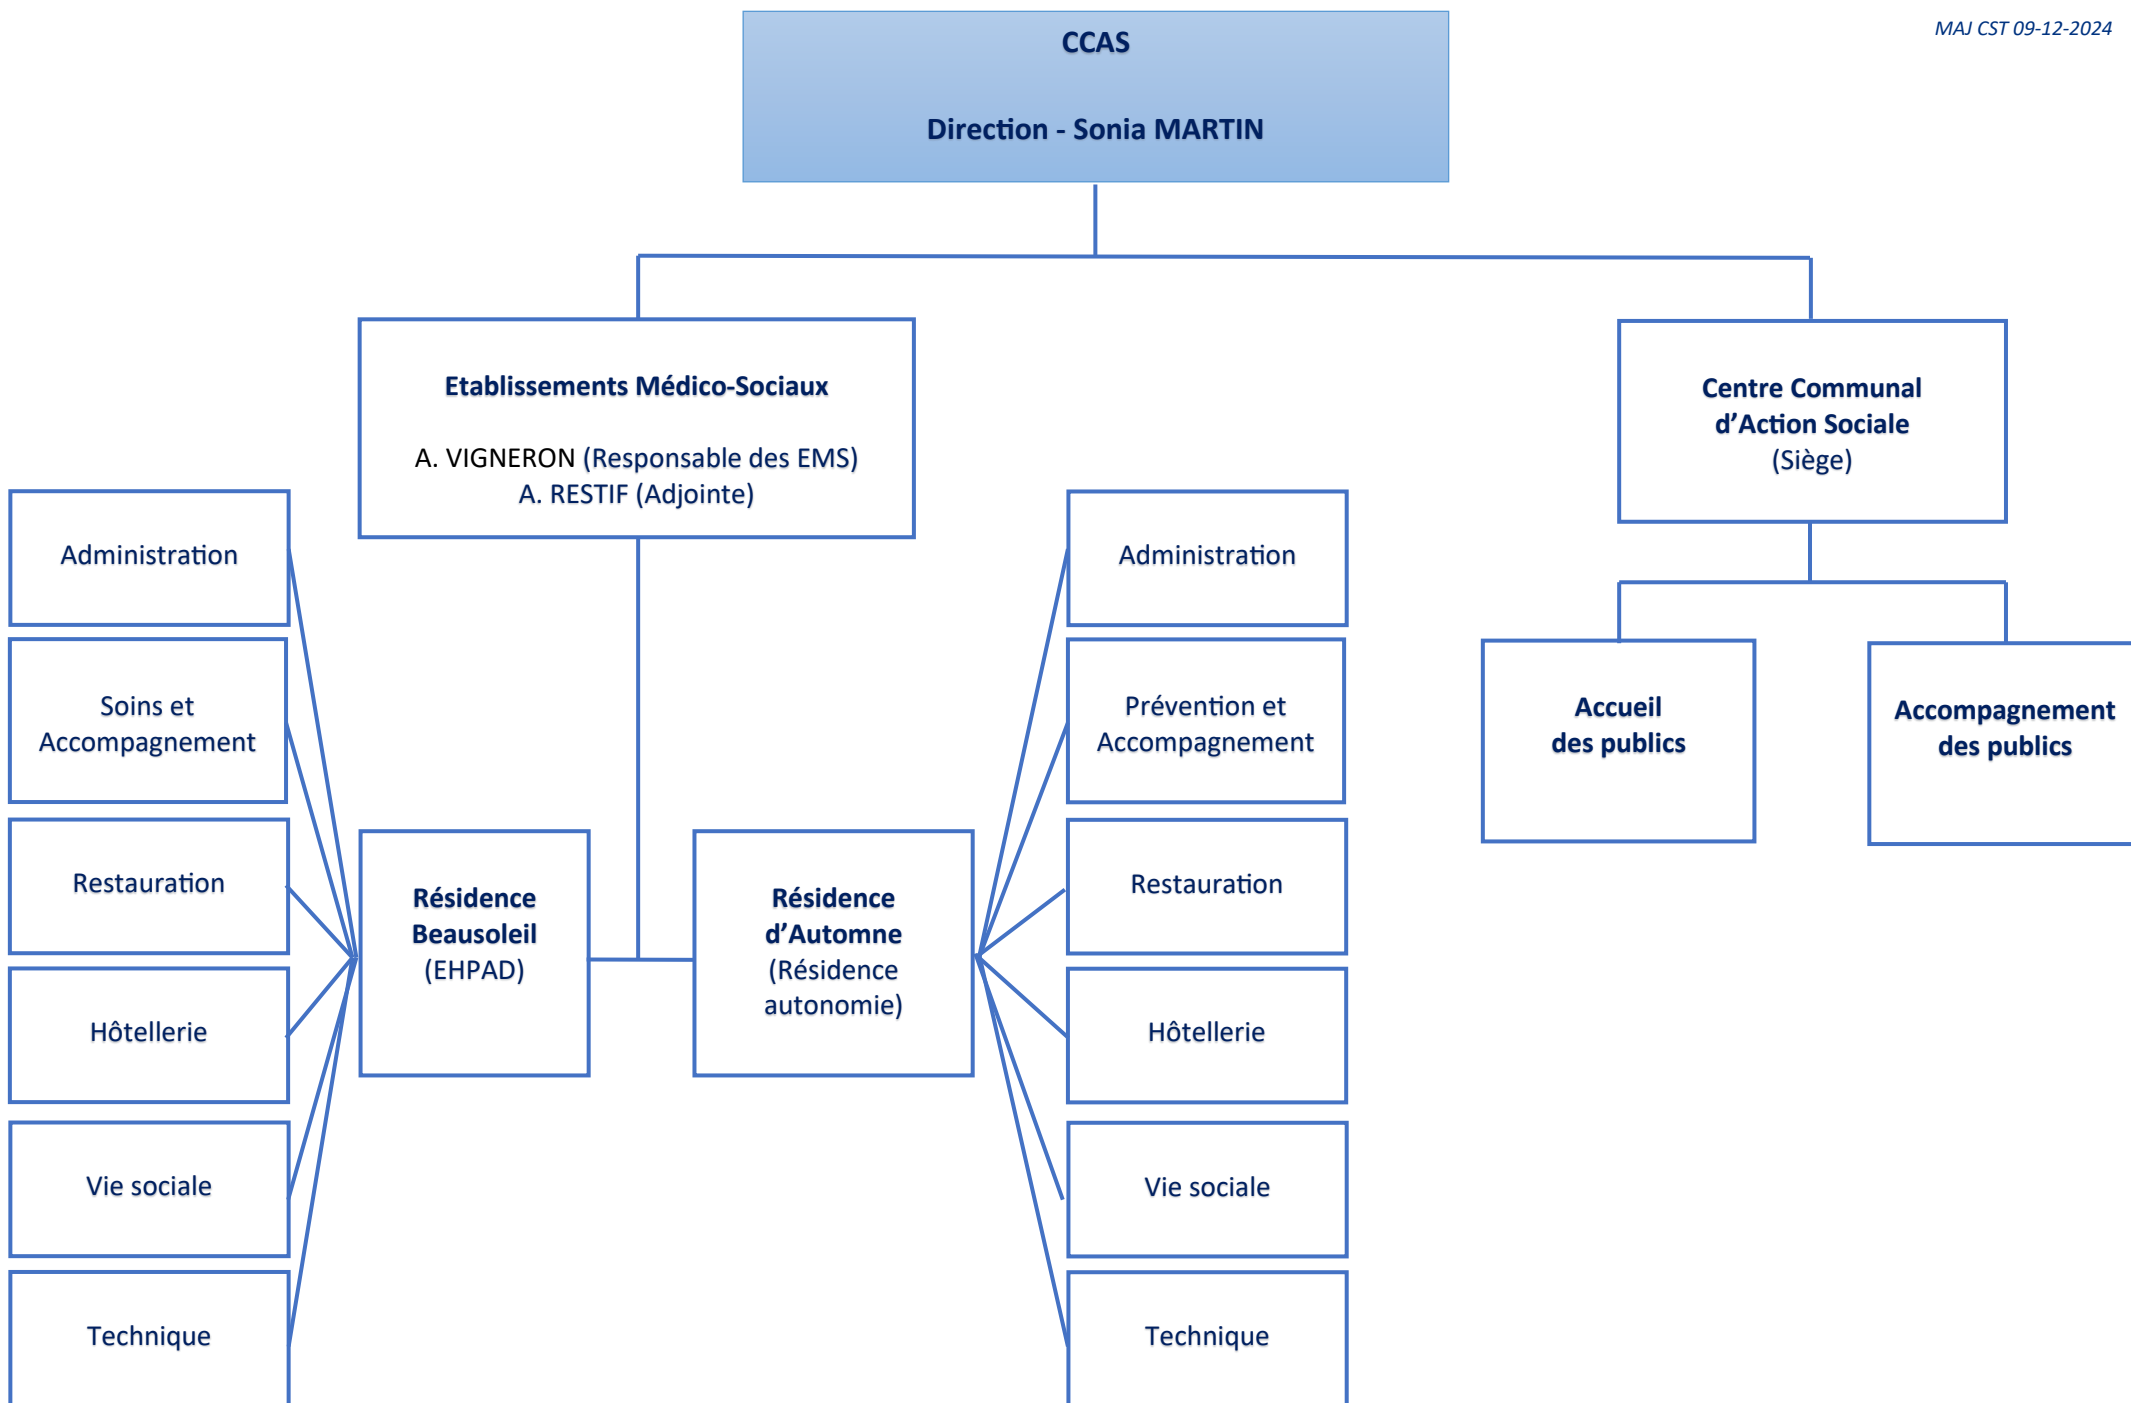 CCAS
Direction - Sonia MARTIN
MAJ CST 09-12-2024
Etablissements Médico-Sociaux
A. VIGNERON (Responsable des EMS)
A. RESTIF (Adjointe)
Centre Communal
d’Action Sociale
(Siège)
Administration
Soins et
Accompagnement
Restauration
Hôtellerie
Vie sociale
Technique
Résidence
Beausoleil
(EHPAD)
Résidence
d’Automne
(Résidence
autonomie)
Administration
Prévention et
Accompagnement
Restauration
Hôtellerie
Vie sociale
Technique
Accueil
des publics
Accompagnement
des publics